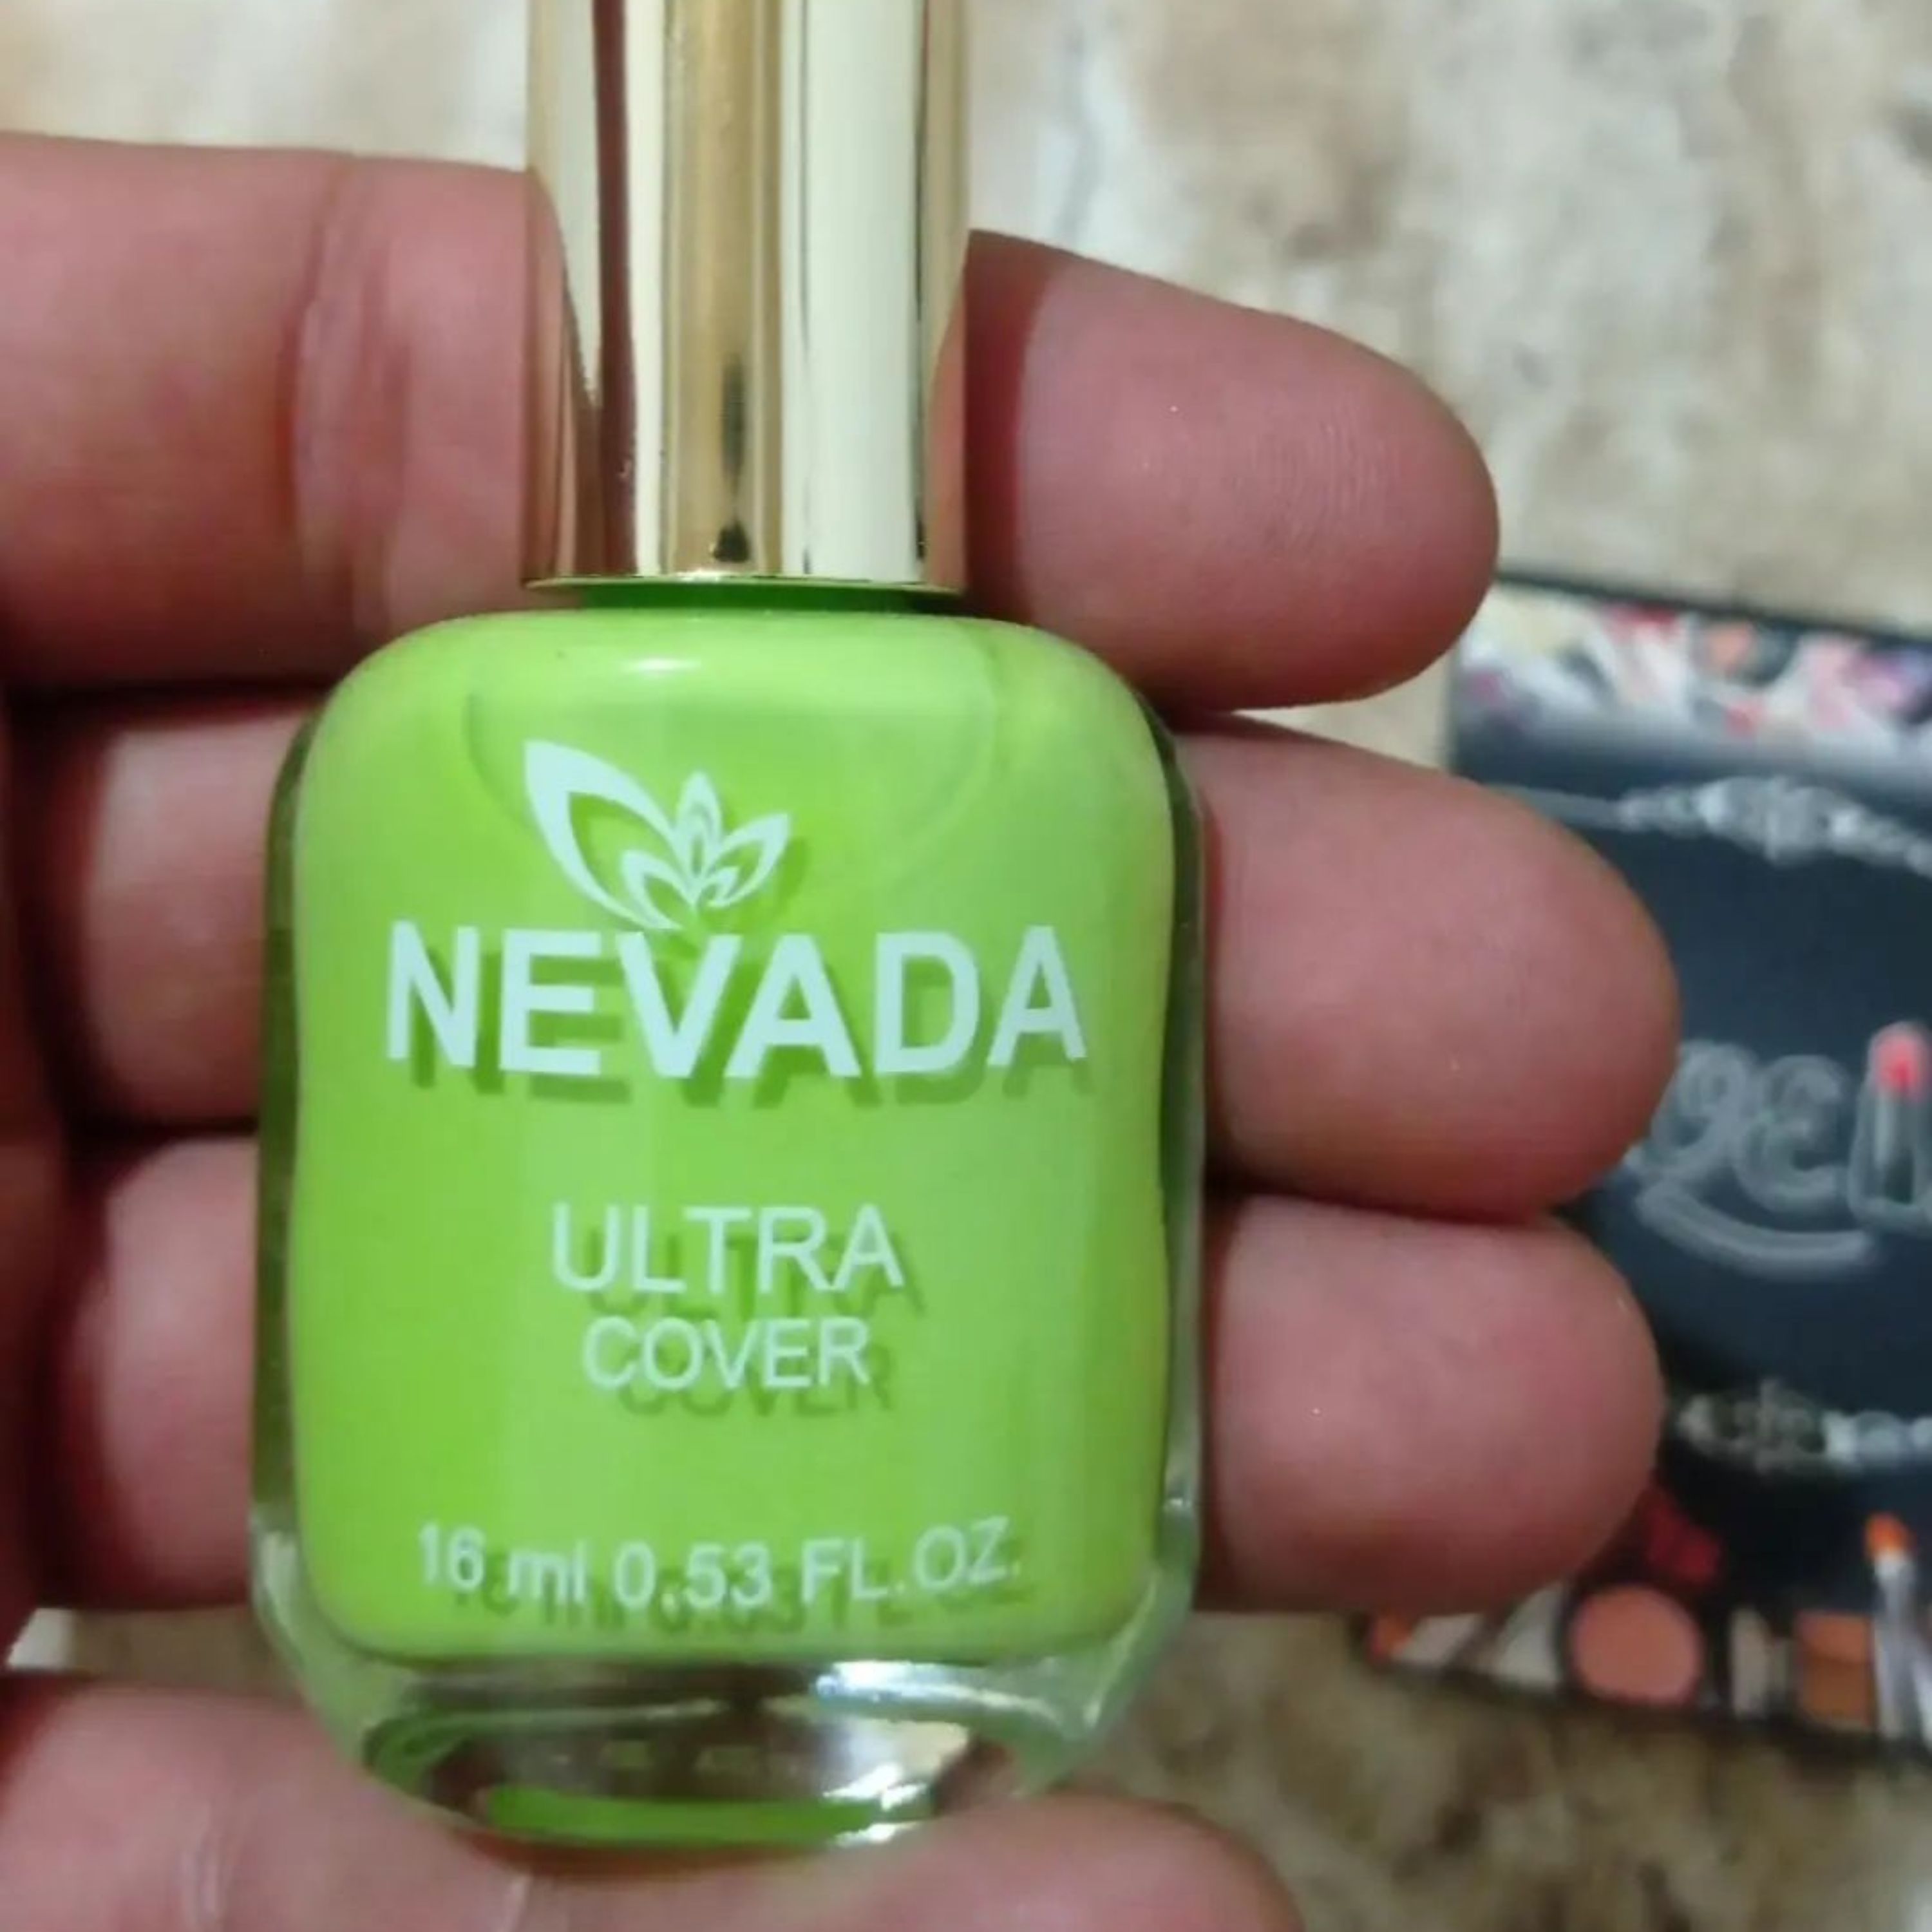 NEVADA
ULTRA
COVER
16 ml 0.53 FL.OZ.